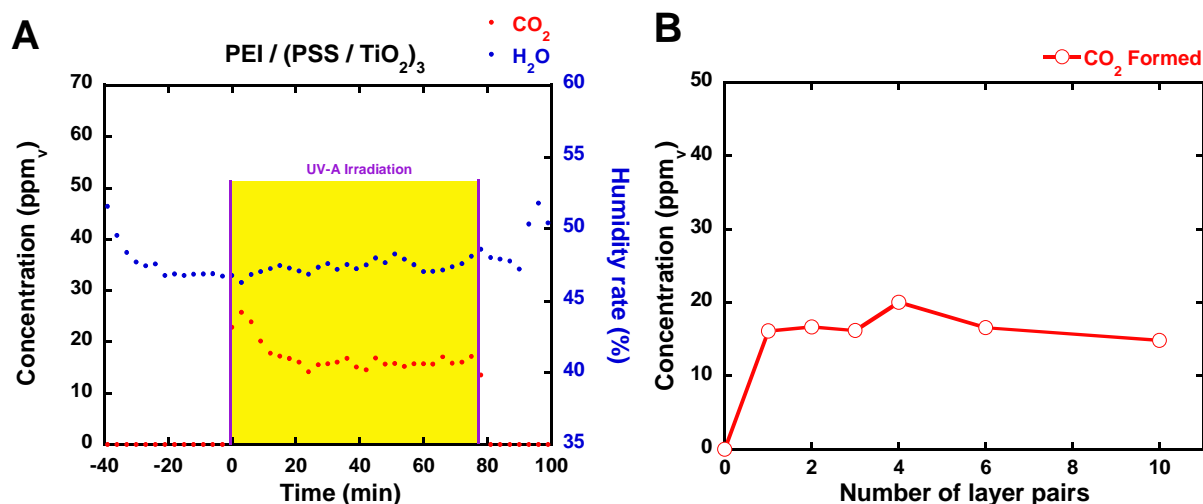 A
CO2
H2O
PEI / (PSS / TiO2)3
Concentration (ppmv)
70
60
50
40
30
20
10
0
UV-A Irradiation
60
55
50
45
40
35
Humidity rate (%)
-40 -20 0 20 40 60 80 100
Time (min)
B
CO2 Formed
Concentration (ppmv)
50
40
30
20
10
0
0 2 4 6 8 10
Number of layer pairs